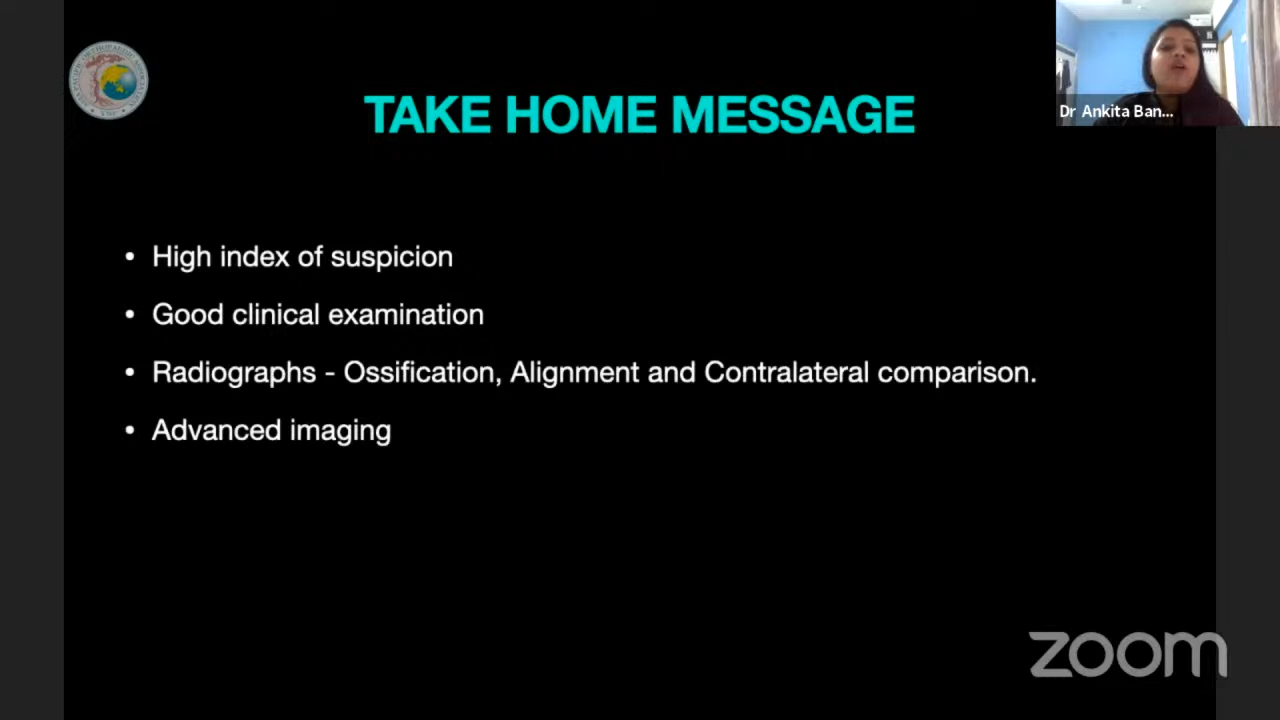 TAKE HOME MESSAGE
Dr Ankita Ban...
• High index of suspicion
• Good clinical examination
• Radiographs - Ossification, Alignment and Contralateral comparison.
• Advanced imaging
zoom